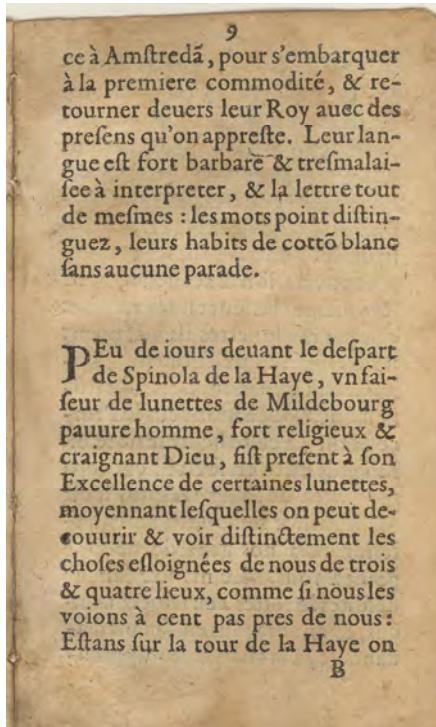 9
ce à Amſtredã, pour s'embarquer
à la premiere commodité, & re-
tourner deuers leur Roy auec des
preſens qu'on appreſte. Leur lan-
gue eſt fort barbare & treſmalai-
ſee à interpreter, & la lettre tout
de meſmes : les mots point diſtin-
guez, leurs habits de cottõ blanc
ſans aucune parade.
PEu de iours deuant le deſpart
de Spinola de la Haye, vn fai-
ſeur de lunettes de Mildebourg
pauure homme, fort religieux &
craignant Dieu, fiſt preſent à ſon
Excellence de certaines lunettes,
moyennant leſquelles on peut de-
couurir & voir diſtinctement les
choſes eſloignées de nous de trois
& quatre lieux, comme ſi nous les
voions à cent pas pres de nous:
Eſtans ſur la tour de la Haye on
B